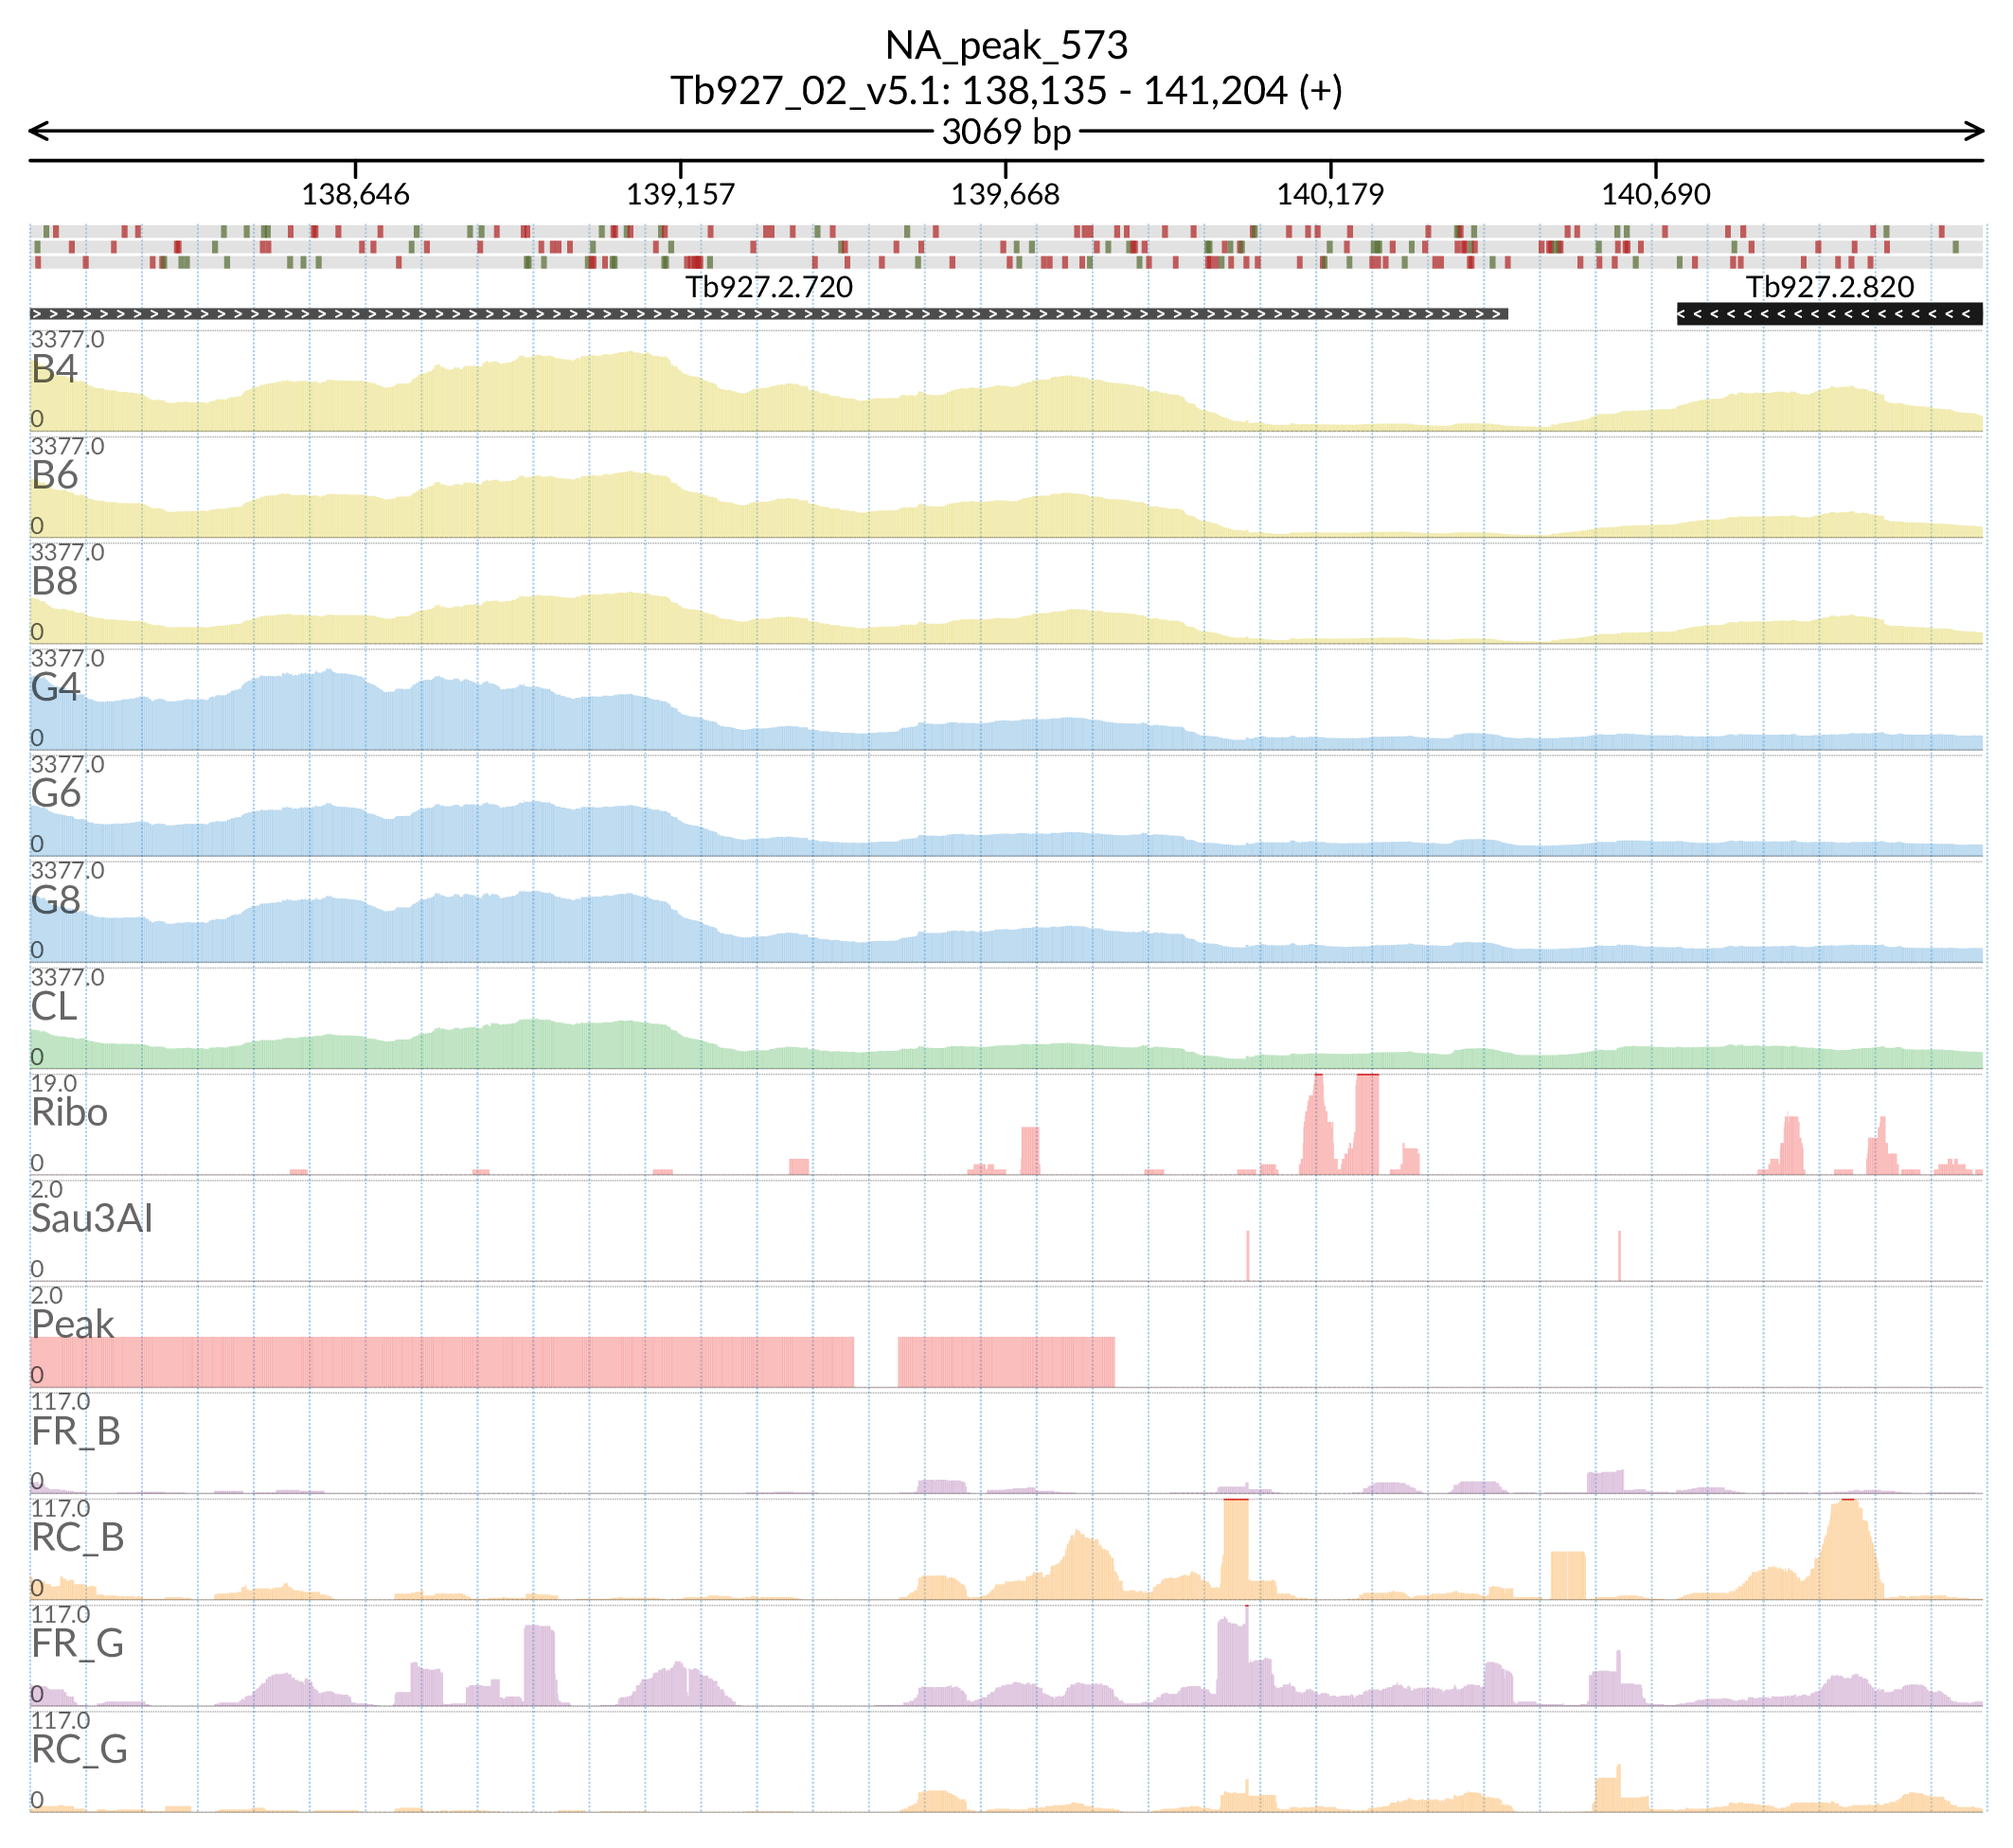 NA_peak_573
Tb927_02_v5.1: 138,135 - 141,204 (+)
3069 bp
138,646 139,157 139,668 140,179 140,690
Tb927.2.720 Tb927.2.820
3377.0
B4
0
3377.0
B6
0
3377.0
B8
0
3377.0
G4
0
3377.0
G6
0
3377.0
G8
0
3377.0
CL
0
19.0
Ribo
0
2.0
Sau3AI
0
2.0
Peak
0
117.0
FR_B
0
117.0
RC_B
0
117.0
FR_G
0
117.0
RC_G
0